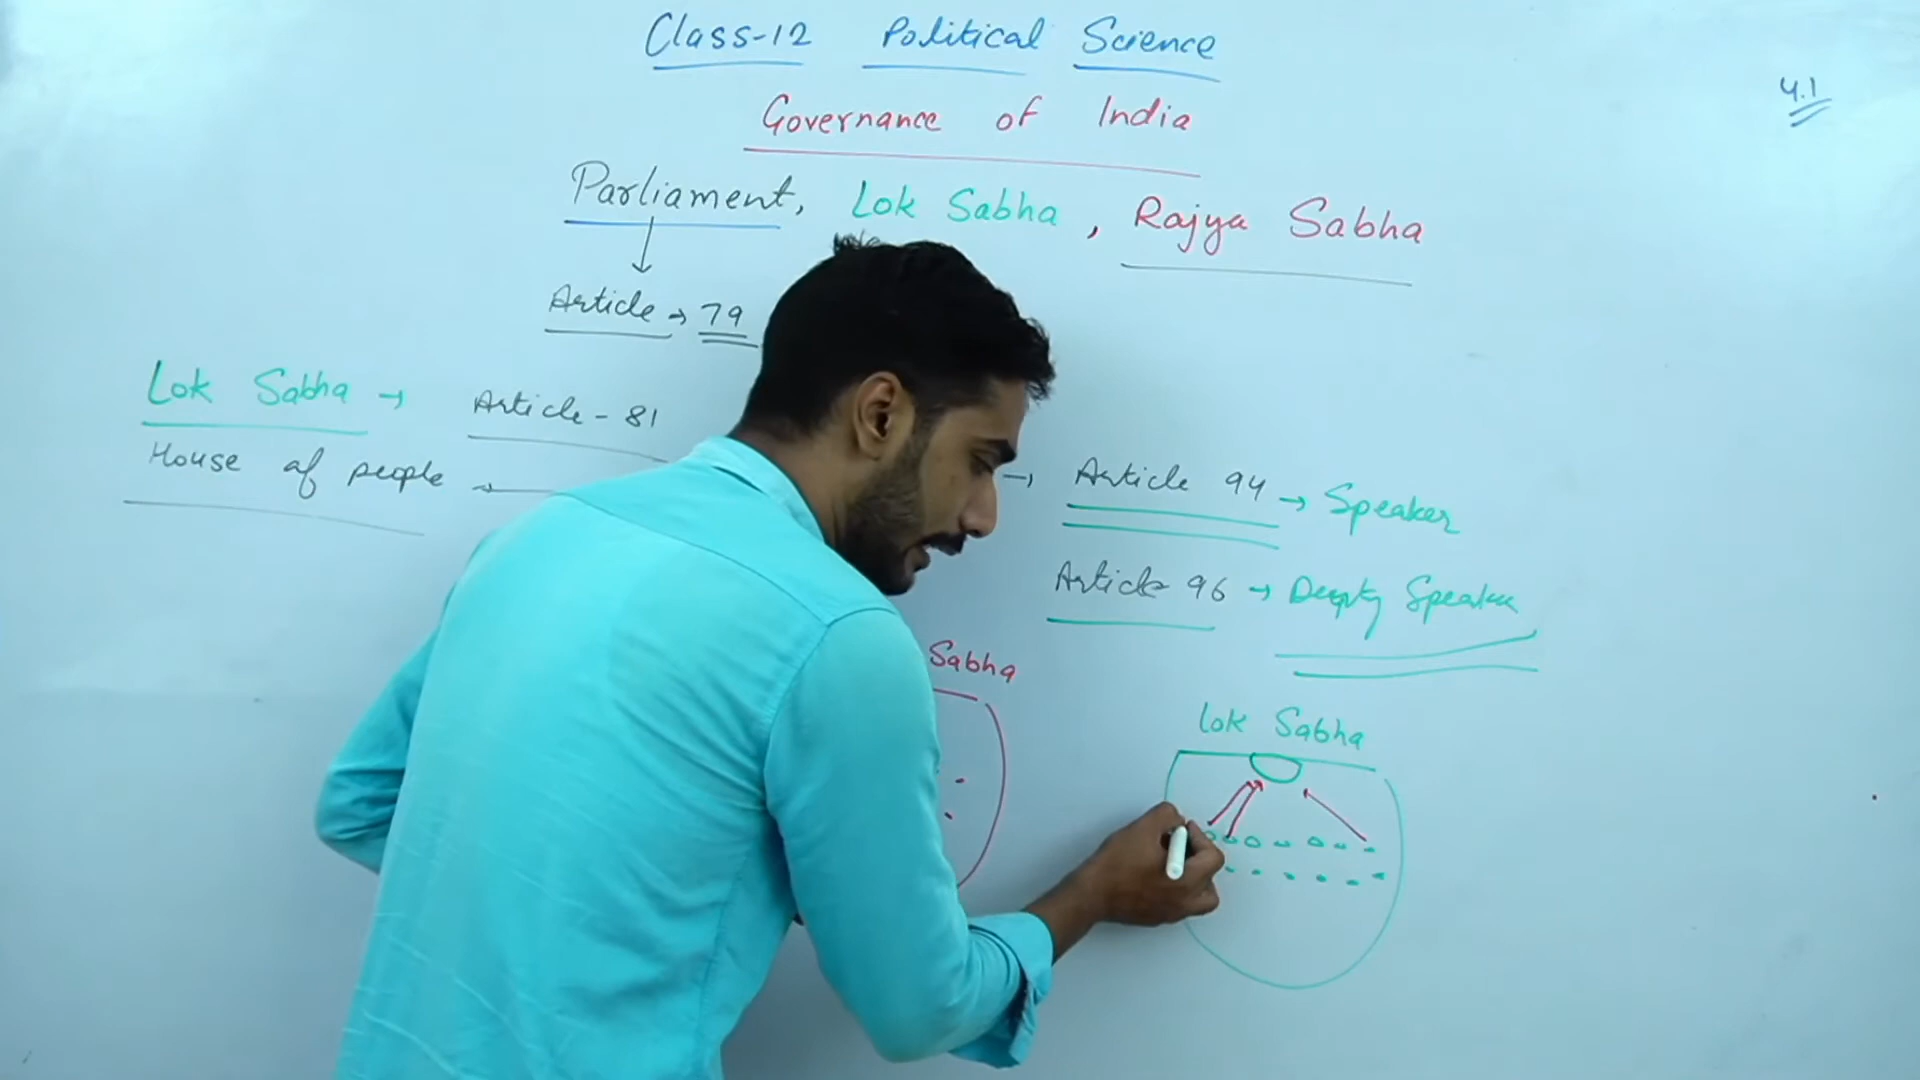 Class-12 Political Science
4.1
Governance of India
Parliament, Lok Sabha, Rajya Sabha
Article → 79
Lok Sabha → Article - 81
House of people → → Article 94 → Speaker
Article 96 → Deupty Speaker
Sabha
Lok Sabha